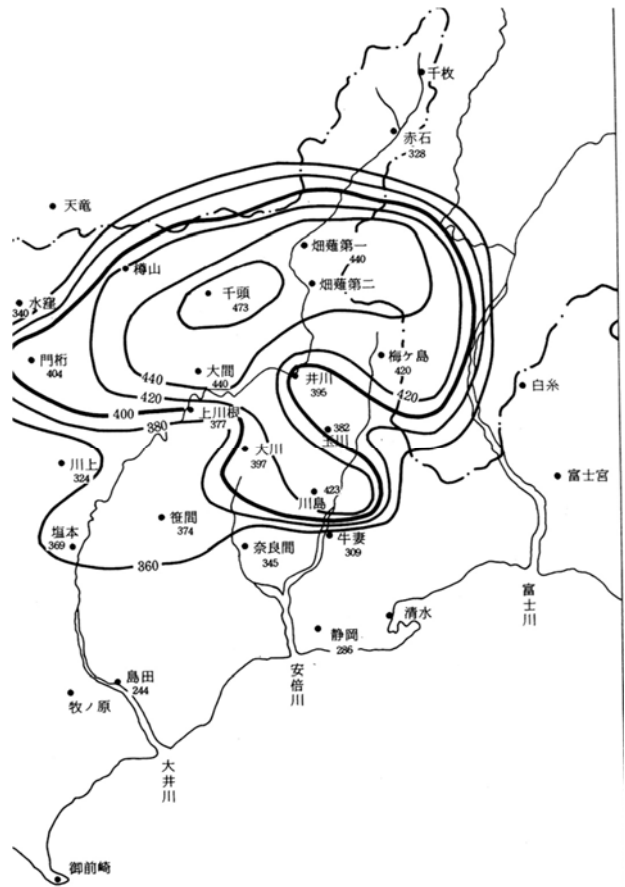 千枚
赤石
328
天竜
畑薙第一
440
樽山
畑薙第二
千頭
473
水窪
340
梅ケ島
420
門桁
404
大間
440
井川
395
白糸
440
420
420
400
上川根
377
380
382
玉川
大川
397
川上
324
富士宮
423
川島
笹間
374
塩本
369
牛妻
309
奈良間
345
360
富士川
清水
静岡
286
安倍川
島田
244
牧ノ原
大井川
御前崎